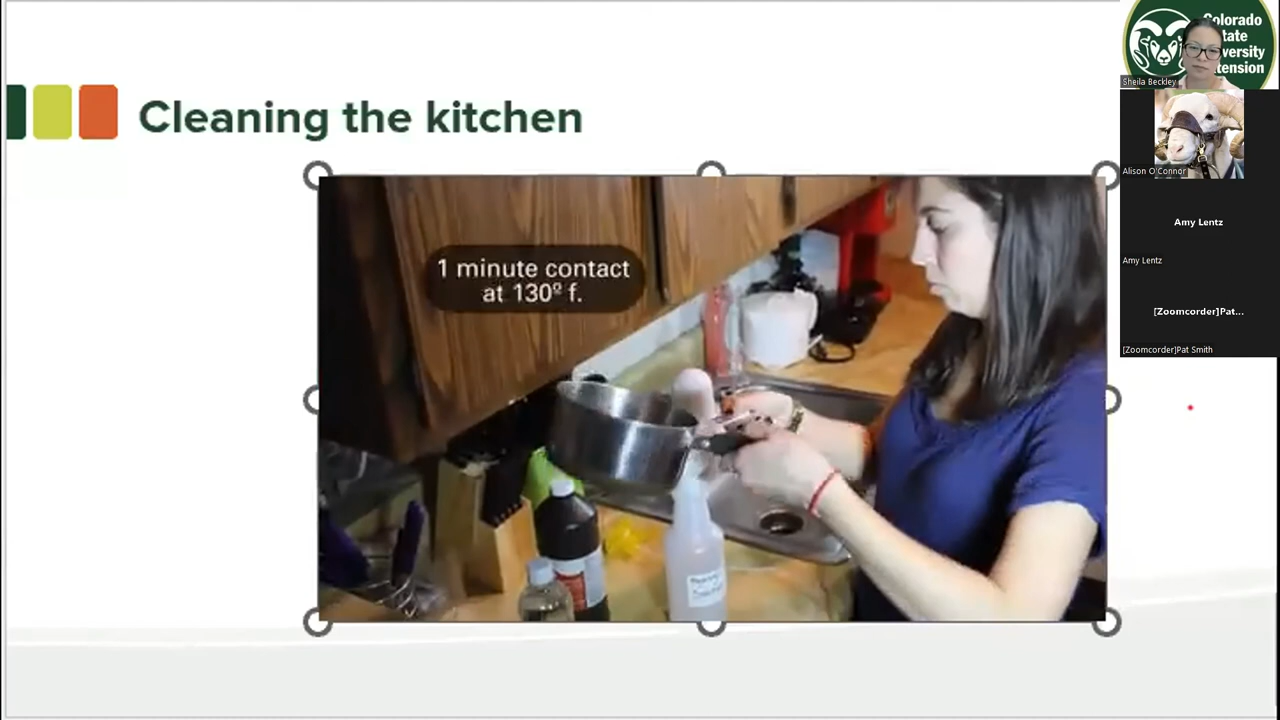 Cleaning the kitchen
1 minute contact
at 130º f.
Colorado
State
University
Extension
Sheila Beckley
Alison O'Connor
Amy Lentz
Amy Lentz
[Zoomcorder]Pat...
[Zoomcorder]Pat Smith